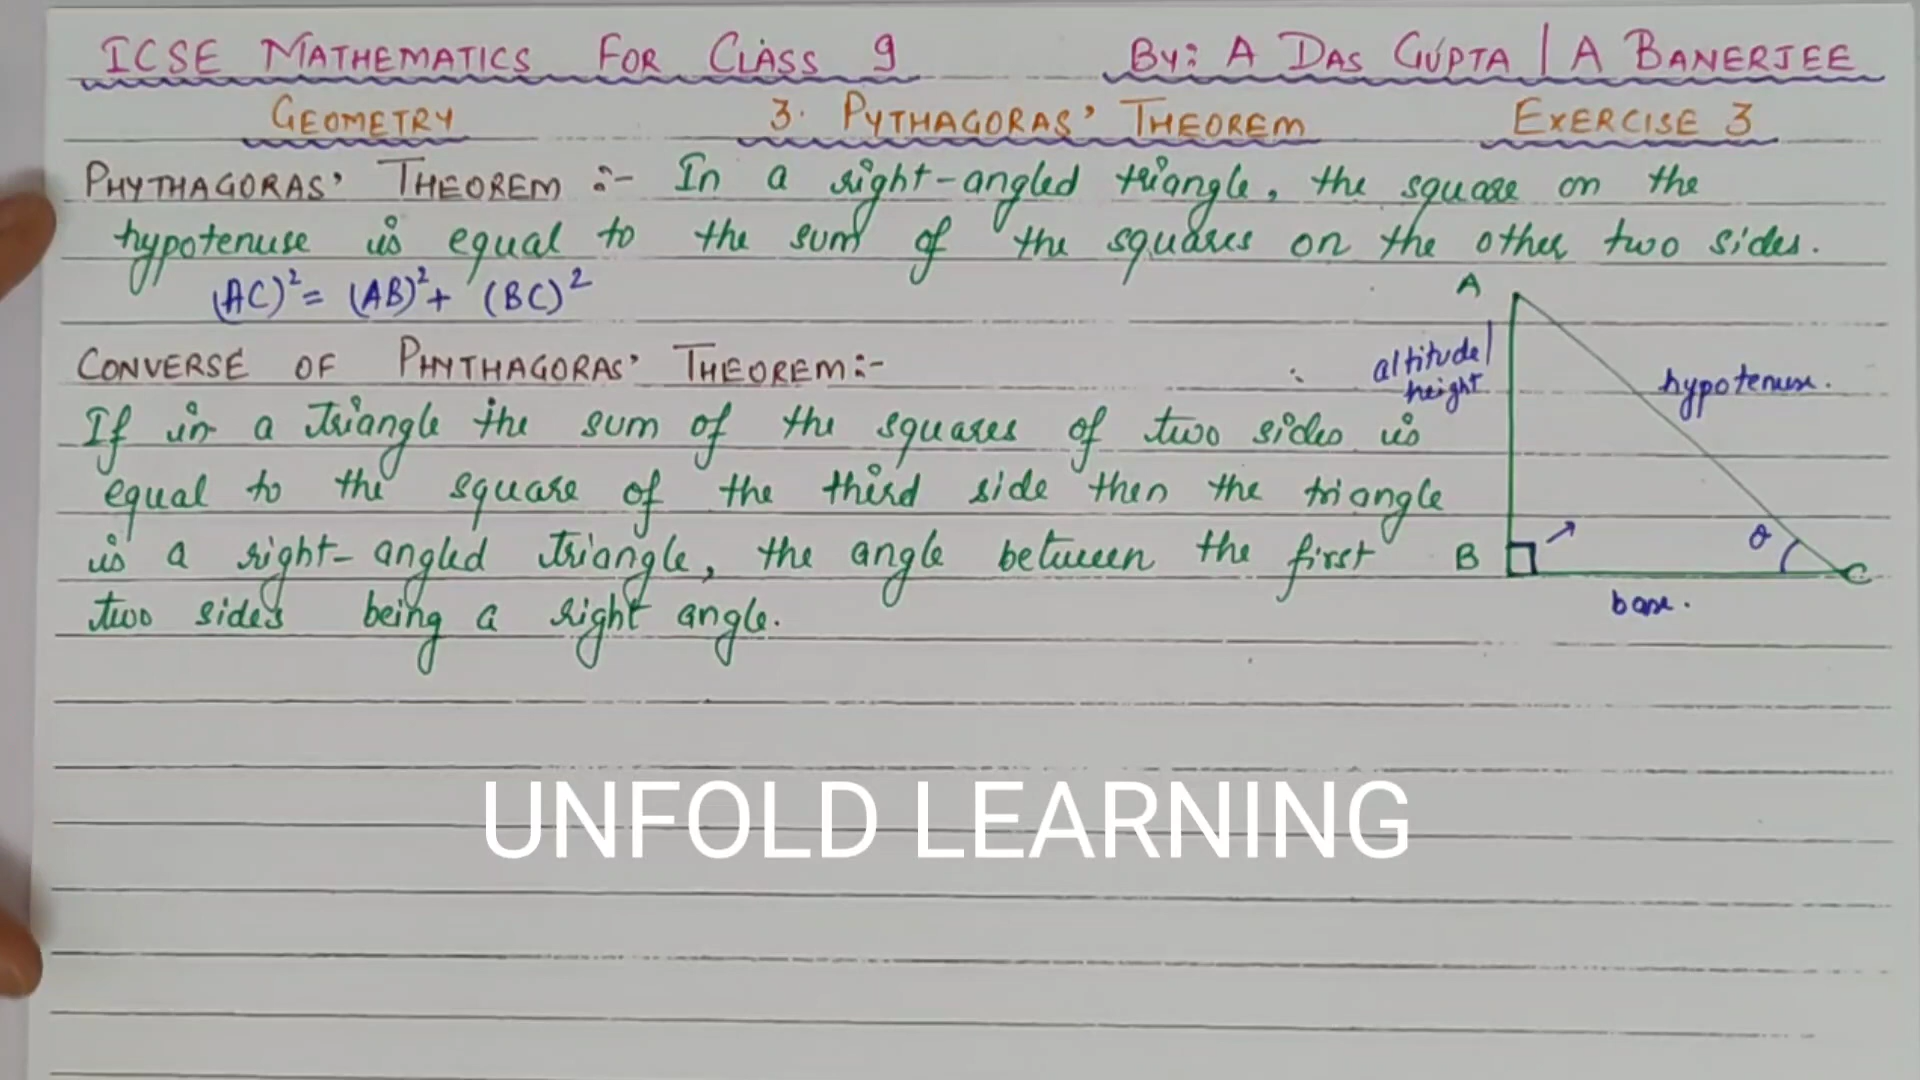 ICSE MATHEMATICS FOR CLASS 9 BY: A DAS GUPTA | A BANERJEE
GEOMETRY 3. PYTHAGORAS' THEOREM EXERCISE 3
PHYTHAGORAS' THEOREM :- In a right-angled triangle, the square on the
hypotenuse is equal to the sum of the squares on the other two sides.
(AC)² = (AB)² + (BC)²
CONVERSE OF PHYTHAGORAS' THEOREM:-
If in a triangle the sum of the squares of two sides is
equal to the square of the third side then the triangle
is a right-angled triangle, the angle between the first
two sides being a right angle.
A
altitude/
height
hypotenuse.
B
θ
C
base.
UNFOLD LEARNING